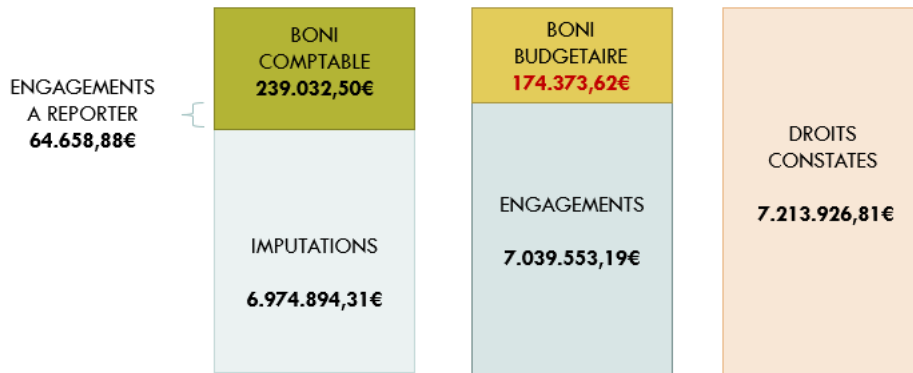 ENGAGEMENTS
A REPORTER
64.658,88€
BONI
COMPTABLE
239.032,50€
IMPUTATIONS
6.974.894,31€
BONI
BUDGETAIRE
174.373,62€
ENGAGEMENTS
7.039.553,19€
DROITS
CONSTATES
7.213.926,81€